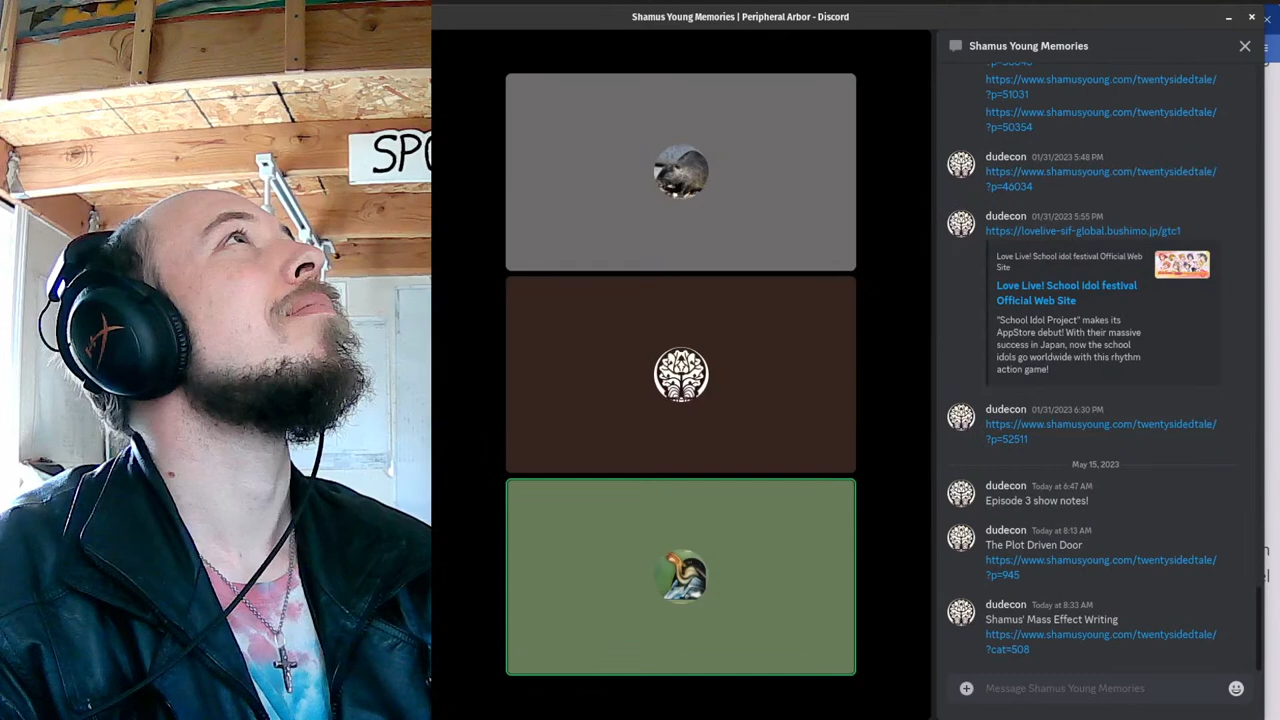 Shamus Young Memories | Peripheral Arbor - Discord
SPO
Shamus Young Memories
https://www.shamusyoung.com/twentysidedtale/
?p=51031
https://www.shamusyoung.com/twentysidedtale/
?p=50354
dudecon 01/31/2023 5:48 PM
https://www.shamusyoung.com/twentysidedtale/
?p=46034
dudecon 01/31/2023 5:55 PM
https://lovelive-sif-global.bushimo.jp/gtc1
Love Live! School idol festival Official Web
Site
Love Live! School idol festival
Official Web Site
"School Idol Project" makes its
AppStore debut! With their massive
success in Japan, now the school
idols go worldwide with this rhythm
action game!
dudecon 01/31/2023 6:30 PM
https://www.shamusyoung.com/twentysidedtale/
?p=52511
May 15, 2023
dudecon Today at 6:47 AM
Episode 3 show notes!
dudecon Today at 8:13 AM
The Plot Driven Door
https://www.shamusyoung.com/twentysidedtale/
?p=945
dudecon Today at 8:33 AM
Shamus' Mass Effect Writing
https://www.shamusyoung.com/twentysidedtale/
?cat=508
Message Shamus Young Memories